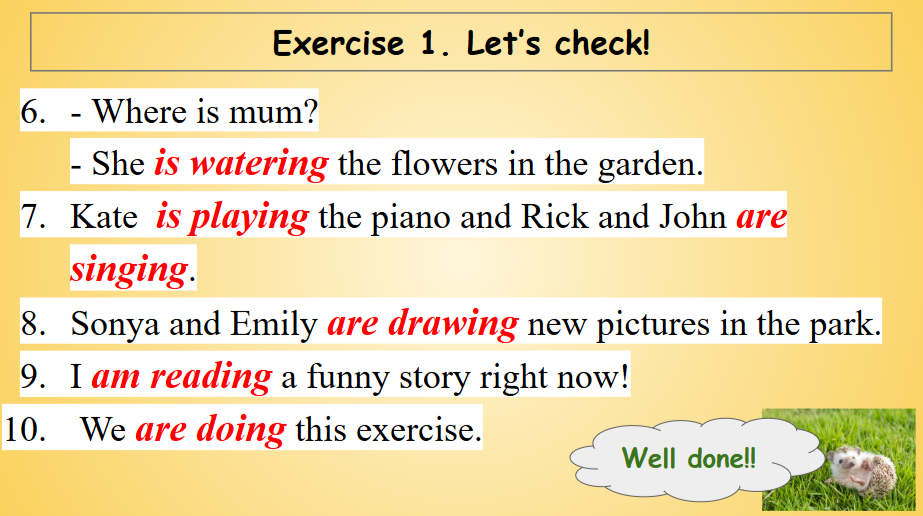 Exercise 1. Let's check!
6. - Where is mum?
- She is watering the flowers in the garden.
7. Kate is playing the piano and Rick and John are
singing.
8. Sonya and Emily are drawing new pictures in the park.
9. I am reading a funny story right now!
10. We are doing this exercise.
Well done!!